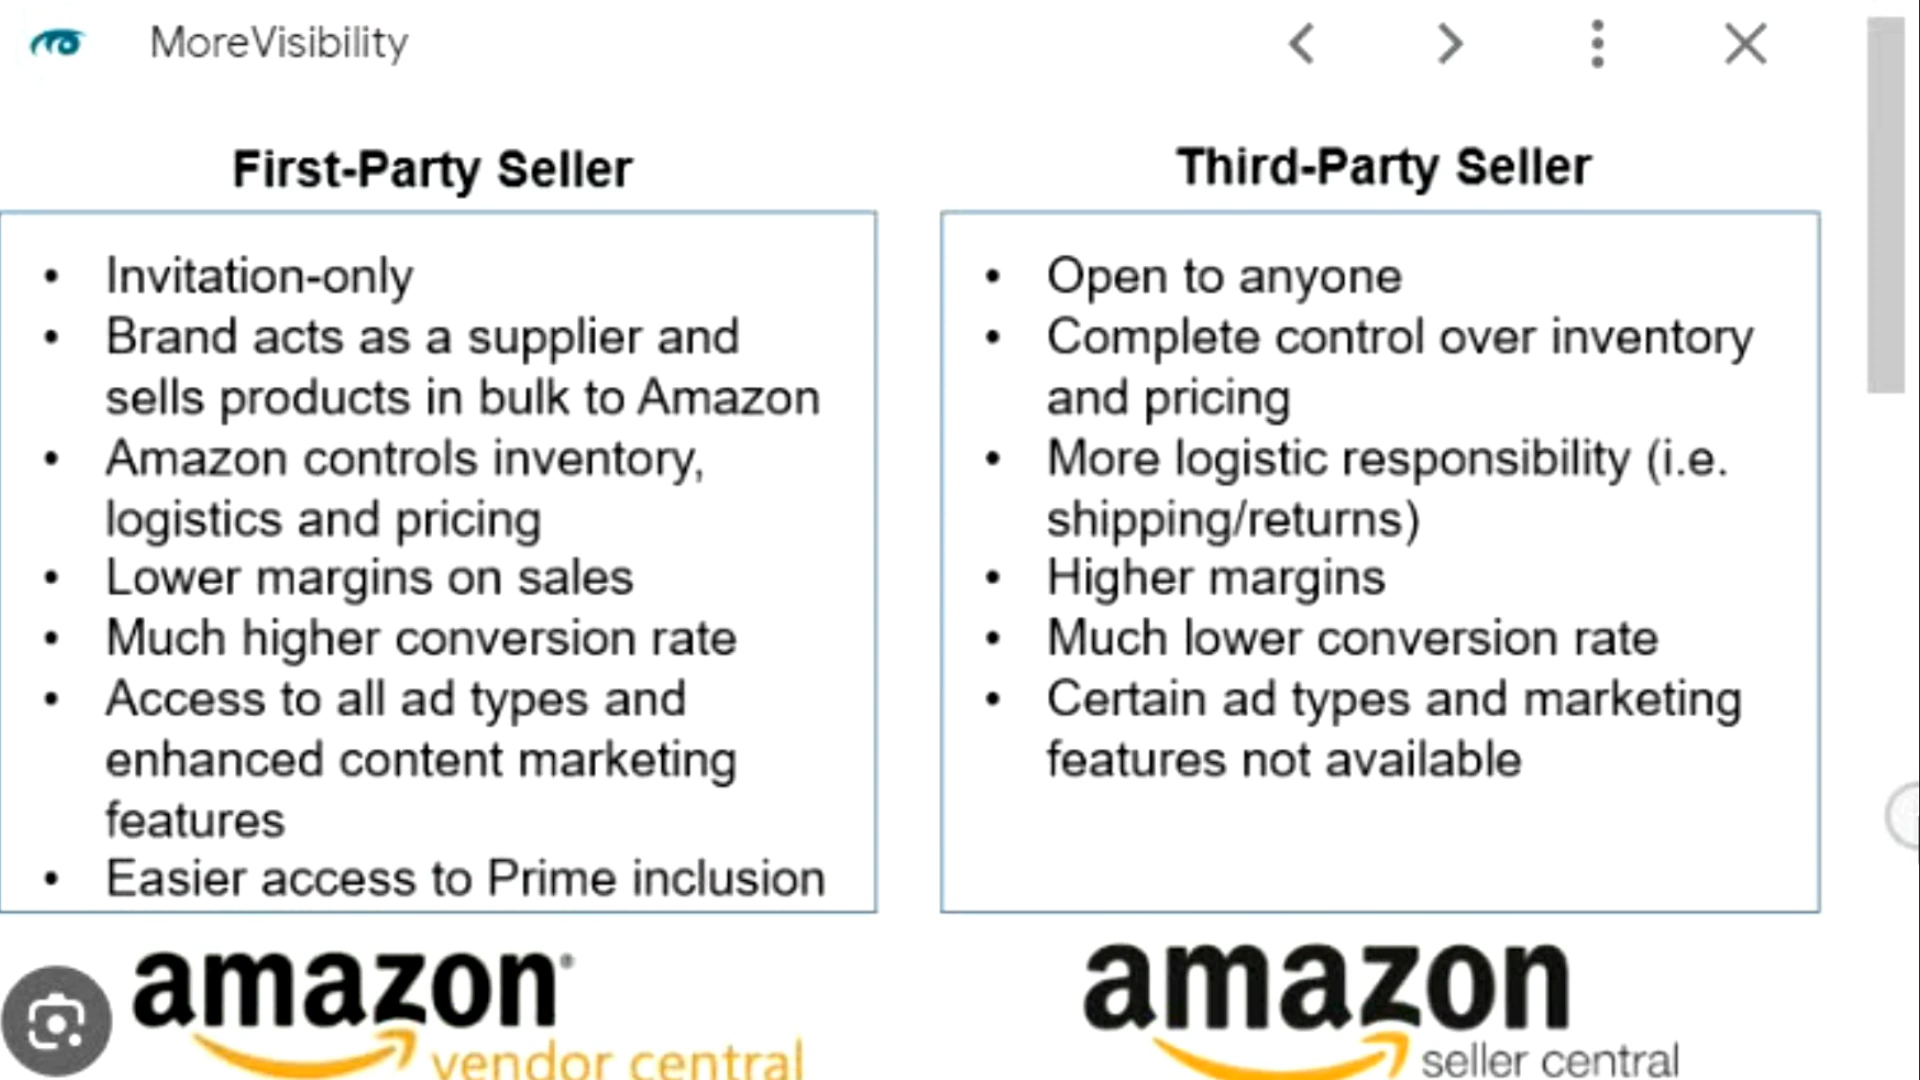 MoreVisibility
First-Party Seller
• Invitation-only
• Brand acts as a supplier and
sells products in bulk to Amazon
• Amazon controls inventory,
logistics and pricing
• Lower margins on sales
• Much higher conversion rate
• Access to all ad types and
enhanced content marketing
features
• Easier access to Prime inclusion
amazon
vendor central
Third-Party Seller
• Open to anyone
• Complete control over inventory
and pricing
• More logistic responsibility (i.e.
shipping/returns)
• Higher margins
• Much lower conversion rate
• Certain ad types and marketing
features not available
amazon
seller central